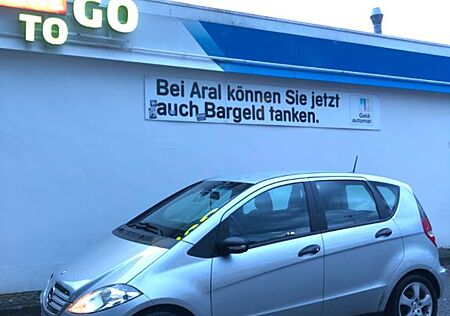 GO
TO
Bei Aral können Sie jetzt
auch Bargeld tanken.
Geld-
automat